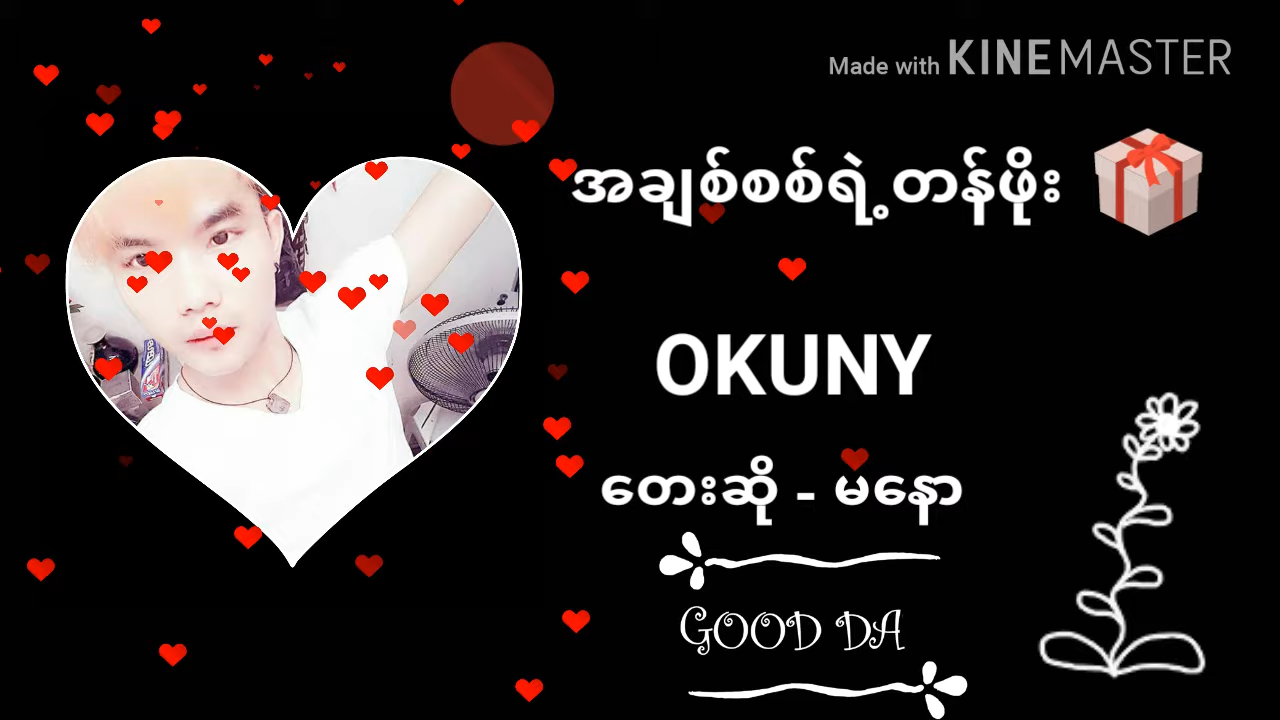 Made with KINEMASTER
အချစ်စစ်ရဲ့တန်ဖိုး
OKUNY
တေးဆို - မနော
GOOD DA